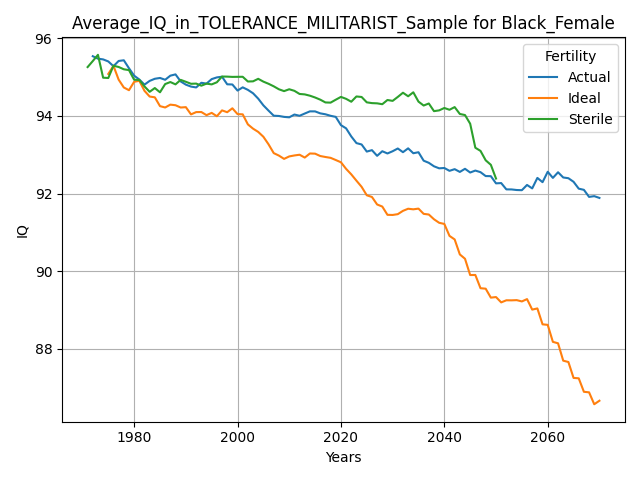 Average_IQ_in_TOLERANCE_MILITARIST_Sample for Black_Female
96
94
92
90
88
IQ
1980
2000
2020
2040
2060
Years
Fertility
Actual
Ideal
Sterile